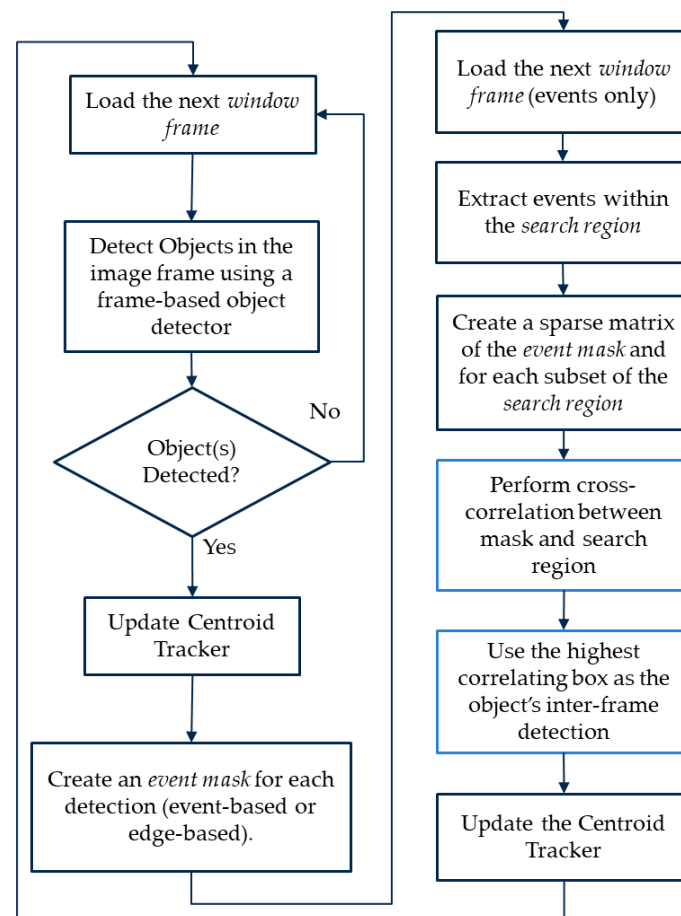 Load the next window
frame
Detect Objects in the
image frame using a
frame-based object
detector
No
Object(s)
Detected?
Yes
Update Centroid
Tracker
Create an event mask for each
detection (event-based or
edge-based).
Load the next window
frame (events only)
Extract events within
the search region
Create a sparse matrix
of the event mask and
for each subset of the
search region
Perform cross-
correlation between
mask and search
region
Use the highest
correlating box as the
object's inter-frame
detection
Update the Centroid
Tracker